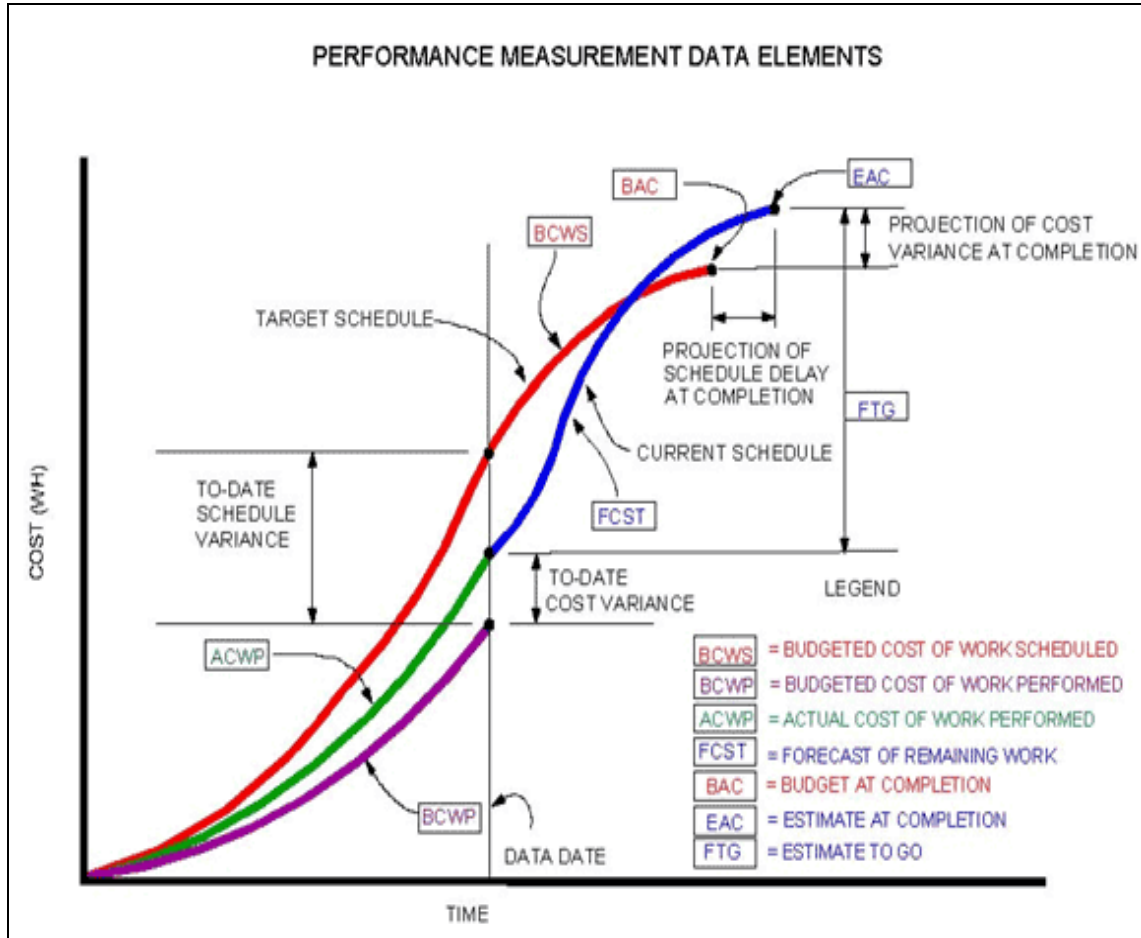 PERFORMANCE MEASUREMENT DATA ELEMENTS
EAC
BAC
PROJECTION OF COST
VARIANCE AT COMPLETION
BCWS
TARGET SCHEDULE
PROJECTION OF
SCHEDULE DELAY
AT COMPLETION
FTG
CURRENT SCHEDULE
TO-DATE
SCHEDULE
VARIANCE
FCST
COST (WH)
TO-DATE
COST VARIANCE
LEGEND
ACWP
BCWP
DATA DATE
TIME
BCWS = BUDGETED COST OF WORK SCHEDULED
BCWP = BUDGETED COST OF WORK PERFORMED
ACWP = ACTUAL COST OF WORK PERFORMED
FCST = FORECAST OF REMAINING WORK
BAC = BUDGET AT COMPLETION
EAC = ESTIMATE AT COMPLETION
FTG = ESTIMATE TO GO